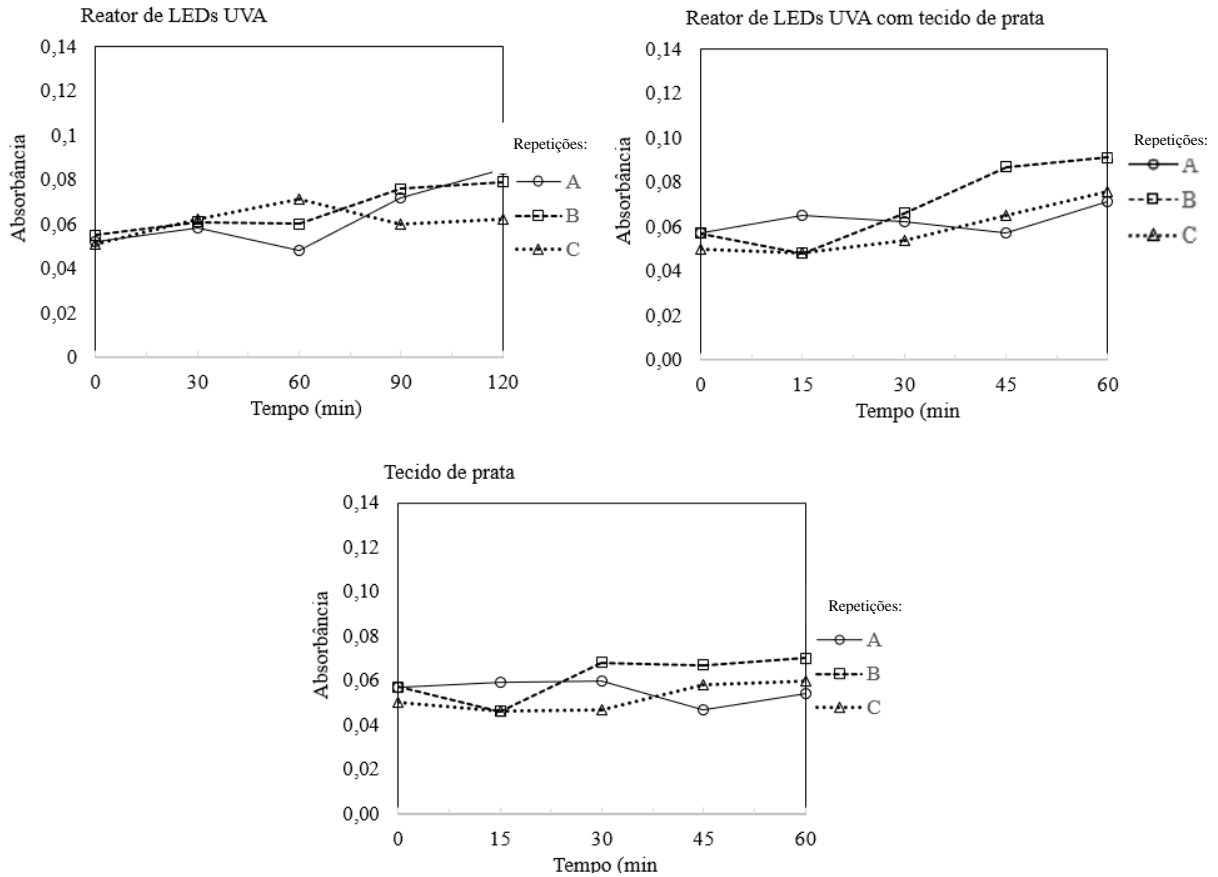 Reator de LEDs UVA
0,14
0,12
0,1
0,08
0,06
0,04
0,02
0
Absorbância
0 30 60 90 120
Tempo (min)
Repetições:
A
B
C
Reator de LEDs UVA com tecido de prata
0,14
0,12
0,10
0,08
0,06
0,04
0,02
0,00
Absorbância
0 15 30 45 60
Tempo (min
Repetições:
A
B
C
Tecido de prata
0,14
0,12
0,10
0,08
0,06
0,04
0,02
0,00
Absorbância
0 15 30 45 60
Tempo (min
Repetições:
A
B
C